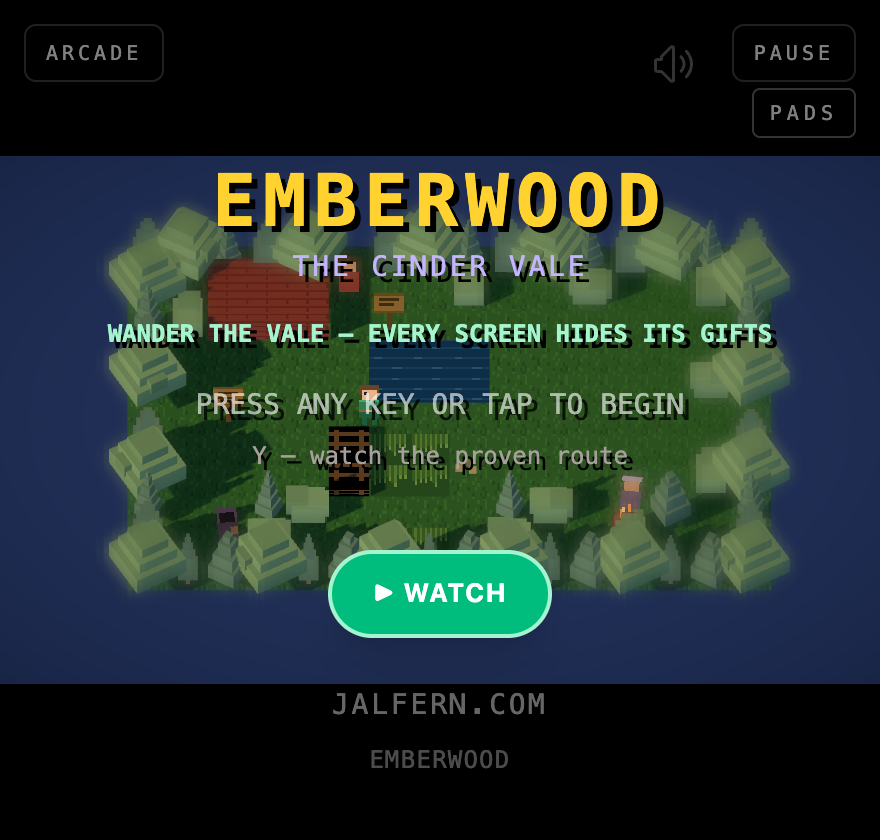 ARCADE
PAUSE
PADS
EMBERWOOD
THE CINDER VALE
WANDER THE VALE — EVERY SCREEN HIDES ITS GIFTS
PRESS ANY KEY OR TAP TO BEGIN
Y — watch the proven route
WATCH
JALFERN.COM
EMBERWOOD